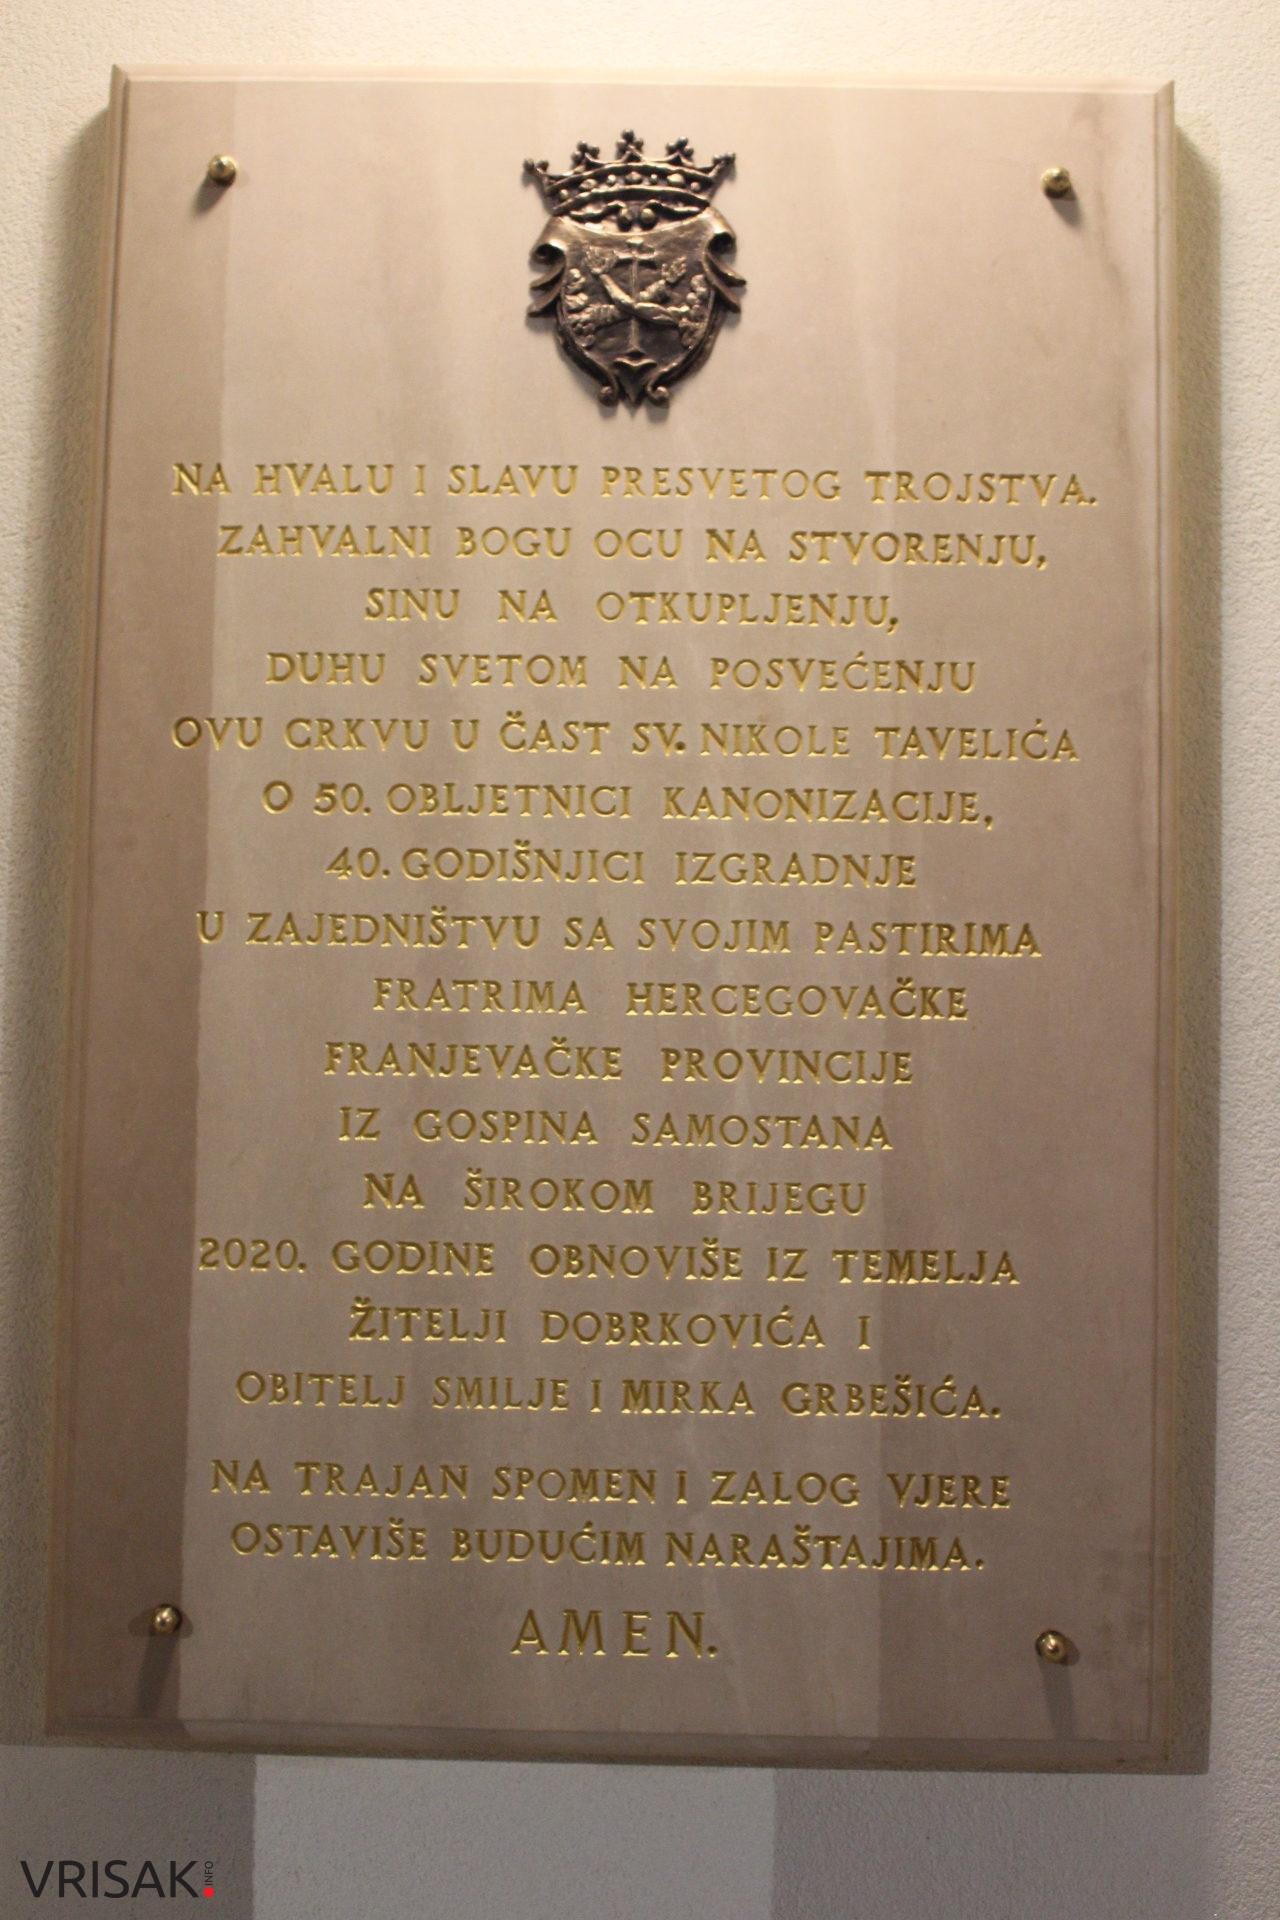 NA HVALU I SLAVU PRESVETOG TROJSTVA.
ZAHVALNI BOGU OCU NA STVORENJU,
SINU NA OTKUPLJENJU,
DUHU SVETOM NA POSVEĆENJU
OVU CRKVU U ČAST SV. NIKOLE TAVELIĆA
O 50. OBLJETNICI KANONIZACIJE,
40. GODIŠNJICI IZGRADNJE
U ZAJEDNIŠTVU SA SVOJIM PASTIRIMA
FRATRIMA HERCEGOVAČKE
FRANJEVAČKE PROVINCIJE
IZ GOSPINA SAMOSTANA
NA ŠIROKOM BRIJEGU
2020. GODINE OBNOVIŠE IZ TEMELJA
ŽITELJI DOBRKOVIĆA I
OBITELJ SMILJE I MIRKA GRBEŠIĆA.
NA TRAJAN SPOMEN I ZALOG VJERE
OSTAVIŠE BUDUĆIM NARAŠTAJIMA.
AMEN.
VRISAK.INFO